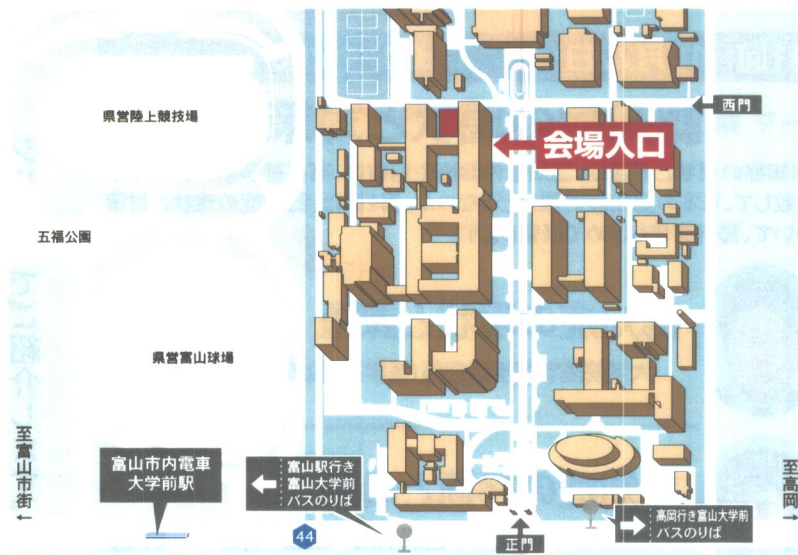 県営陸上競技場
西門
会場入口
五福公園
県営富山球場
至富山市街
富山市内電車
大学前駅
富山駅行き
富山大学前
バスのりば
44
正門
高岡行き富山大学前
バスのりば
至高岡